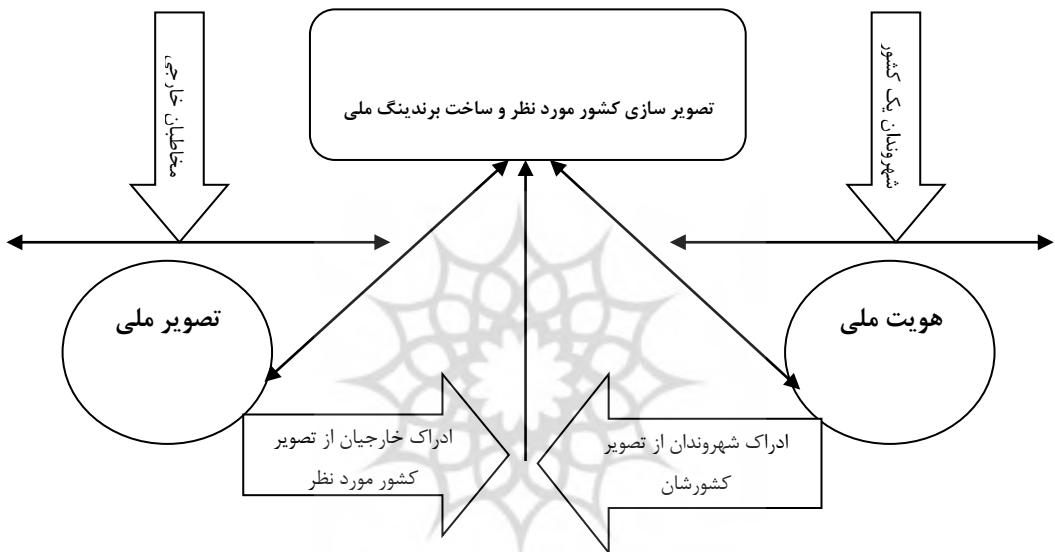 شهروندان یک کشور
تصویر سازی کشور مورد نظر و ساخت برندینگ ملی
مخاطبان خارجی
هویت ملی
تصویر ملی
ادراک شهروندان از تصویر
کشورشان
ادراک خارجیان از تصویر
کشور مورد نظر